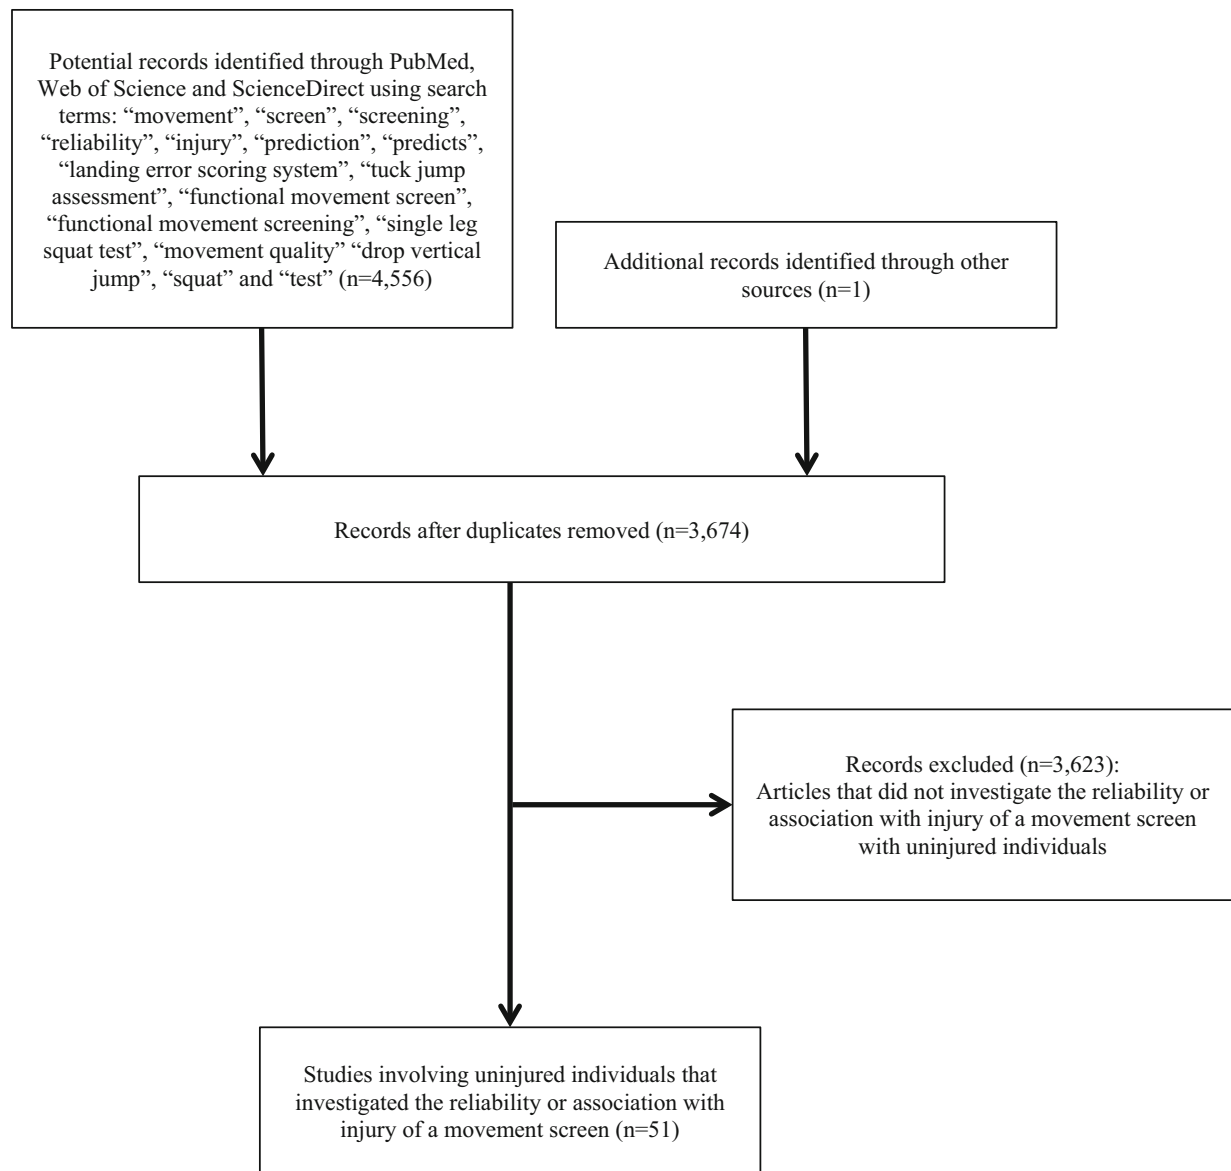 Potential records identified through PubMed,
Web of Science and ScienceDirect using search
terms: “movement”, “screen”, “screening”,
“reliability”, “injury”, “prediction”, “predicts”,
“landing error scoring system”, “tuck jump
assessment”, “functional movement screen”,
“functional movement screening”, “single leg
squat test”, “movement quality” “drop vertical
jump”, “squat” and “test” (n=4,556)
Additional records identified through other
sources (n=1)
Records after duplicates removed (n=3,674)
Records excluded (n=3,623):
Articles that did not investigate the reliability or
association with injury of a movement screen
with uninjured individuals
Studies involving uninjured individuals that
investigated the reliability or association with
injury of a movement screen (n=51)